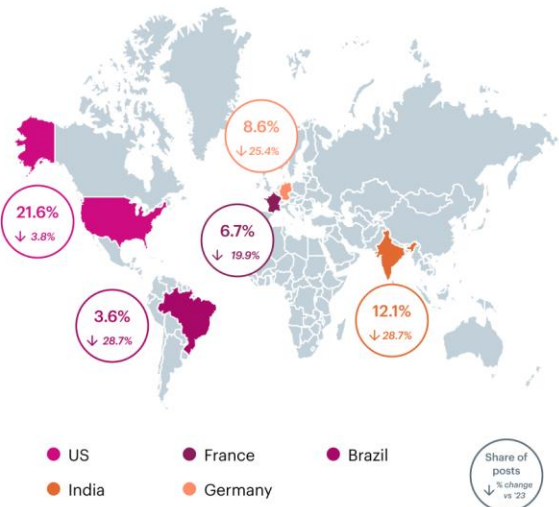 8.6%
↓ 25.4%
21.6%
↓ 3.8%
6.7%
↓ 19.9%
3.6%
↓ 28.7%
12.1%
↓ 28.7%
US
France
Brazil
India
Germany
Share of
posts
↓ % change
vs '23